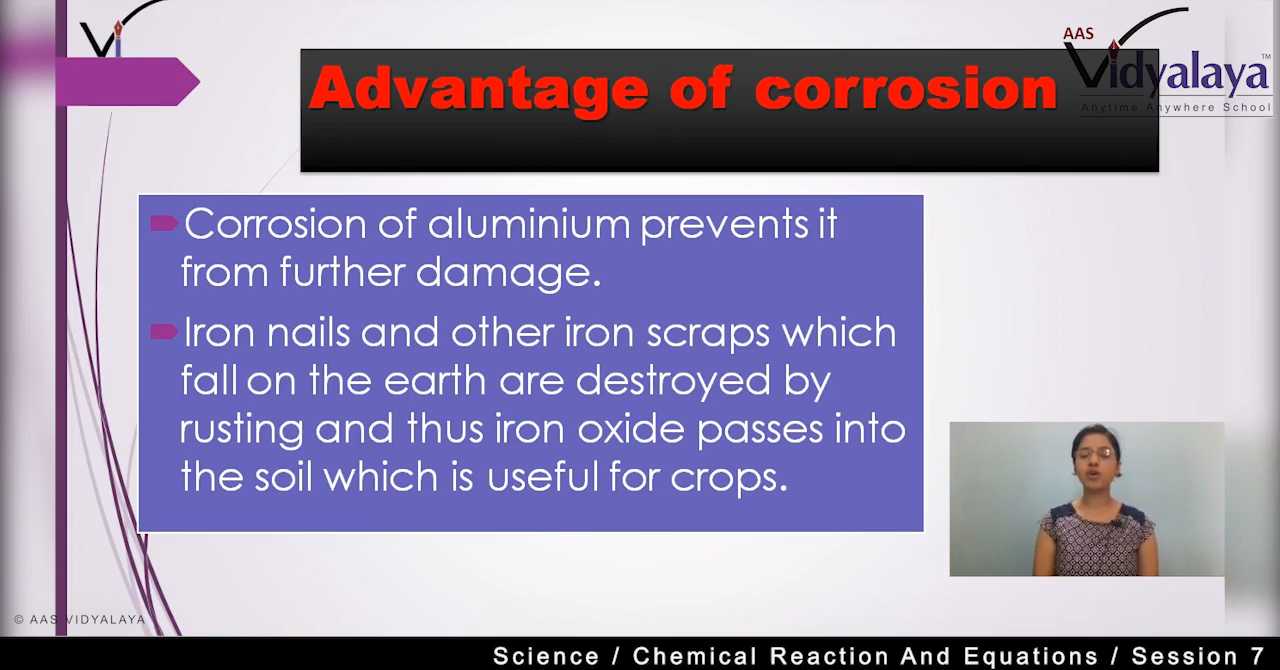 Vi
AAS
Vidyalaya™
Anytime Anywhere School
Advantage of corrosion
Corrosion of aluminium prevents it
from further damage.
Iron nails and other iron scraps which
fall on the earth are destroyed by
rusting and thus iron oxide passes into
the soil which is useful for crops.
© AAS VIDYALAYA
Science / Chemical Reaction And Equations / Session 7